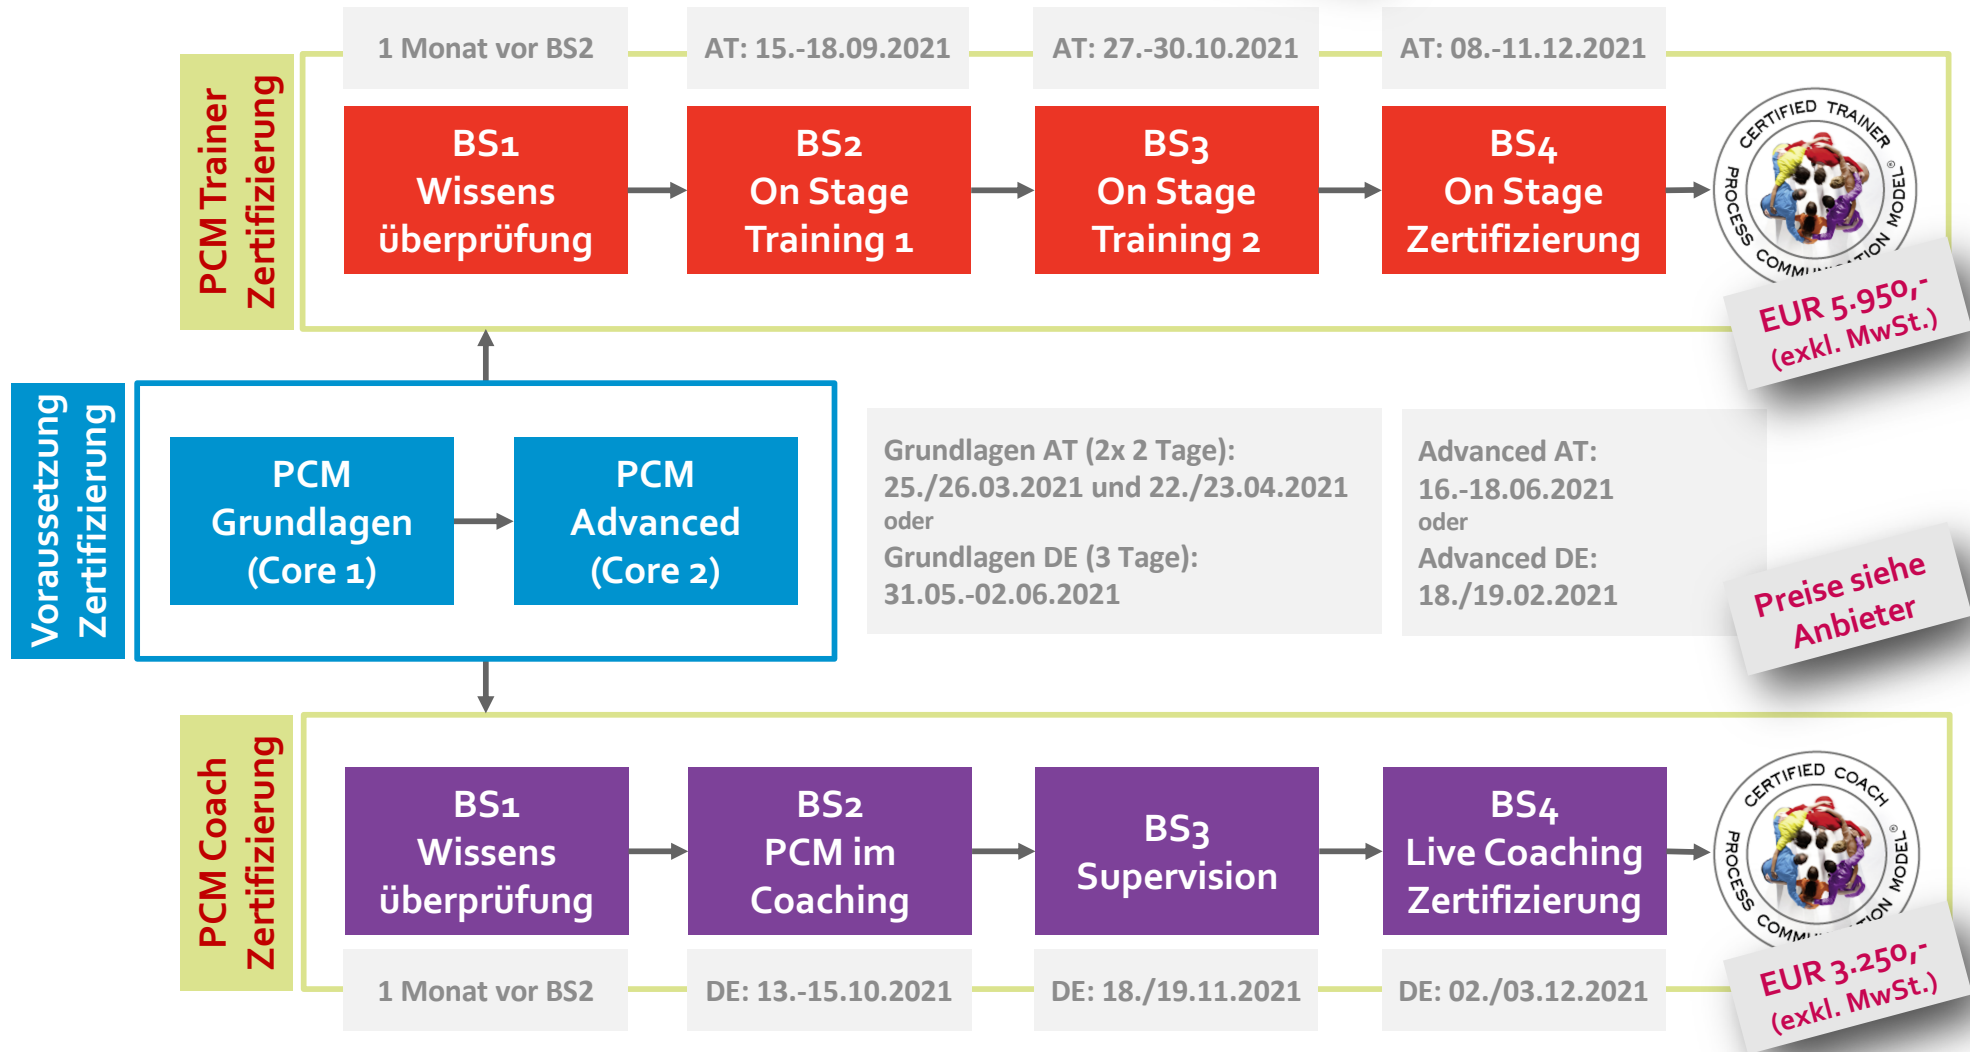 1 Monat vor BS2
AT: 15.-18.09.2021
AT: 27.-30.10.2021
AT: 08.-11.12.2021
PCM Trainer
Zertifizierung
BS1
Wissens
überprüfung
BS2
On Stage
Training 1
BS3
On Stage
Training 2
BS4
On Stage
Zertifizierung
CERTIFIED TRAINER
PROCESS COMMUNICATION MODEL®
EUR 5.950,-
(exkl. MwSt.)
Voraussetzung
Zertifizierung
PCM
Grundlagen
(Core 1)
PCM
Advanced
(Core 2)
Grundlagen AT (2x 2 Tage):
25./26.03.2021 und 22./23.04.2021
oder
Grundlagen DE (3 Tage):
31.05.-02.06.2021
Advanced AT:
16.-18.06.2021
oder
Advanced DE:
18./19.02.2021
Preise siehe
Anbieter
PCM Coach
Zertifizierung
BS1
Wissens
überprüfung
BS2
PCM im
Coaching
BS3
Supervision
BS4
Live Coaching
Zertifizierung
CERTIFIED COACH
PROCESS COMMUNICATION MODEL®
EUR 3.250,-
(exkl. MwSt.)
1 Monat vor BS2
DE: 13.-15.10.2021
DE: 18./19.11.2021
DE: 02./03.12.2021